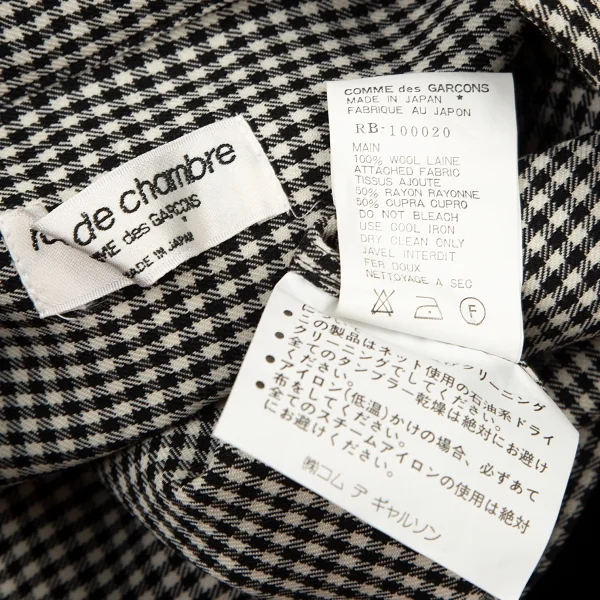 de chambre
COMME des GARÇONS
MADE IN JAPAN
COMME des GARCONS
MADE IN JAPAN *
FABRIQUE AU JAPON
RB-100020
MAIN
100% WOOL LAINE
ATTACHED FABRIC
TISSUS AJOUTE
50% RAYON RAYONNE
50% CUPRA CUPRO
DO NOT BLEACH
USE COOL IRON
DRY CLEAN ONLY
JAVEL INTERDIT
FER DOUX
NETTOYAGE A SEC
F
この製品はネット使用の石油系ドライ
クリーニングしてください。
全てのタンブラー乾燥は絶対にお避け
ください。
アイロン(低温)かけの場合、必ずあて
布をしてください。
全てのスチームアイロンの使用は絶対
にお避けください。
㈱コム デ ギャルソン